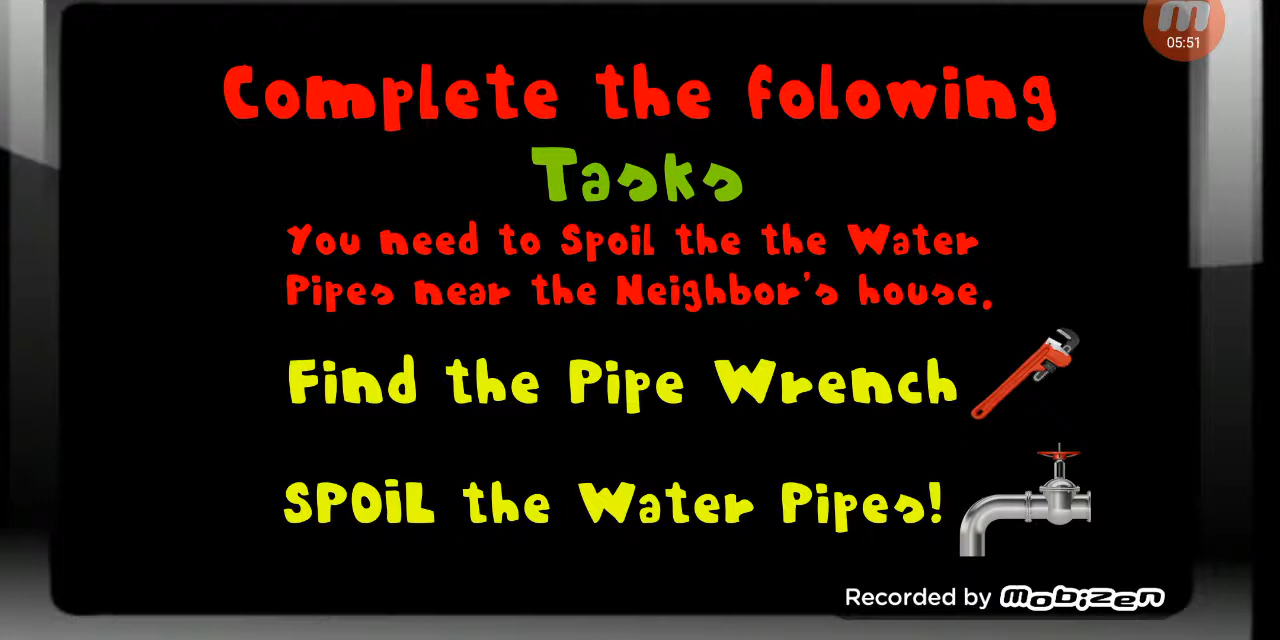 m
05:51
Complete the folowing
Tasks
You need to Spoil the the Water
Pipes near the Neighbor's house.
Find the Pipe Wrench
SPOiL the Water Pipes!
Recorded by mobizen